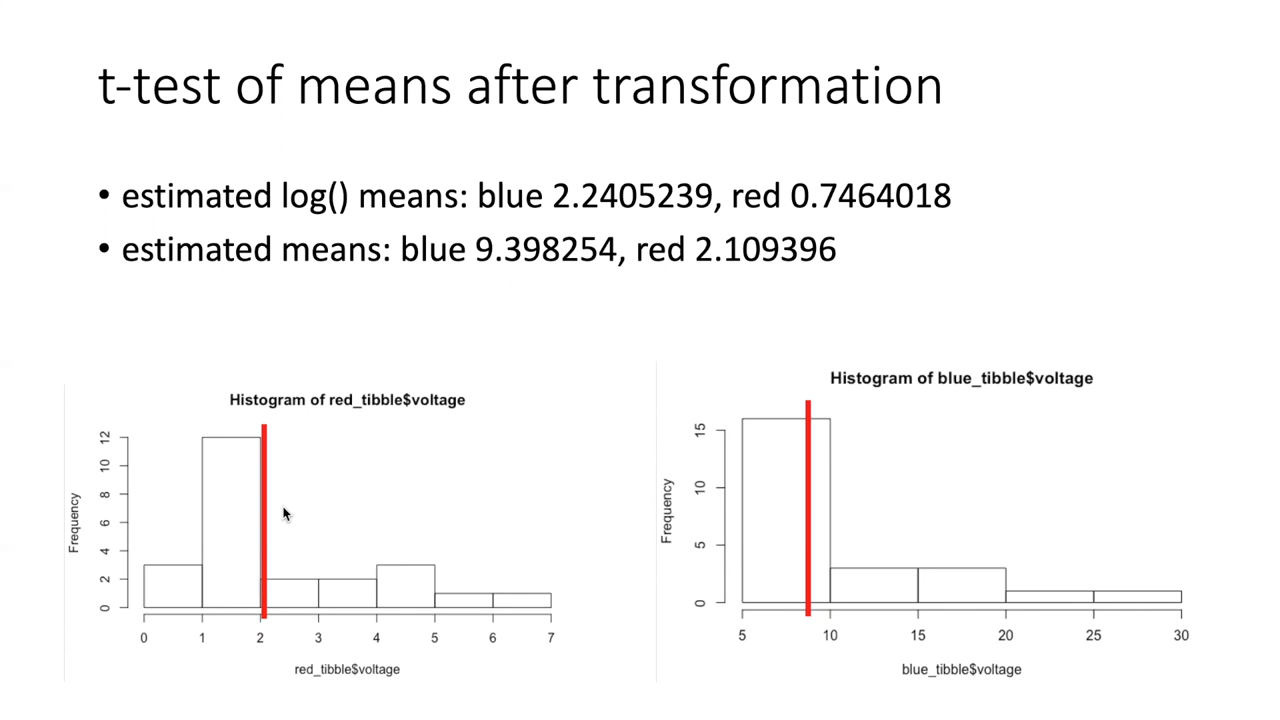 t-test of means after transformation
• estimated log() means: blue 2.2405239, red 0.7464018
• estimated means: blue 9.398254, red 2.109396
Histogram of red_tibble$voltage
Frequency
12
10
8
6
4
2
0
0 1 2 3 4 5 6 7
red_tibble$voltage
Histogram of blue_tibble$voltage
Frequency
15
10
5
0
5 10 15 20 25 30
blue_tibble$voltage